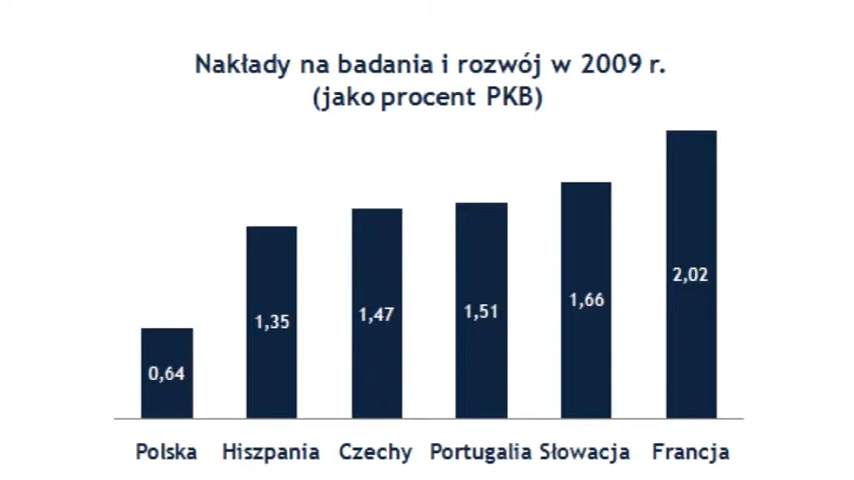 Nakłady na badania i rozwój w 2009 r.
(jako procent PKB)
0,64
1,35
1,47
1,51
1,66
2,02
Polska Hiszpania Czechy Portugalia Słowacja Francja